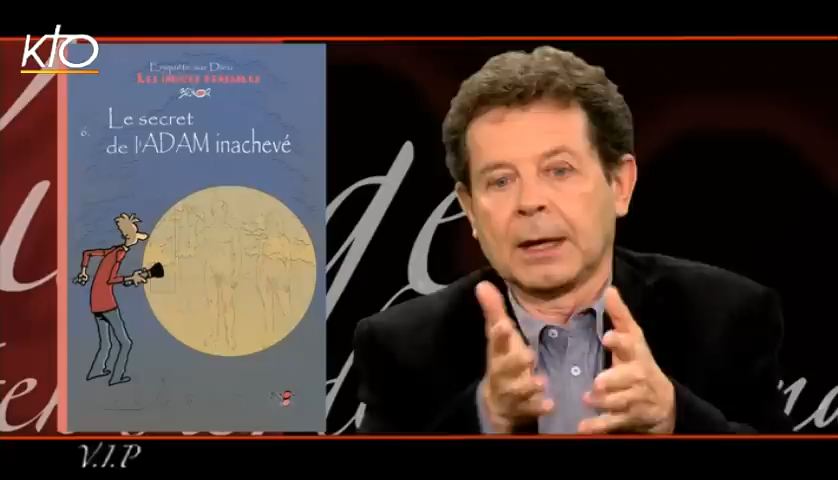 KTO
Enquête sur Dieu
LES INDICES PENSABLES
6.
Le secret
de l'ADAM inachevé
V.I.P